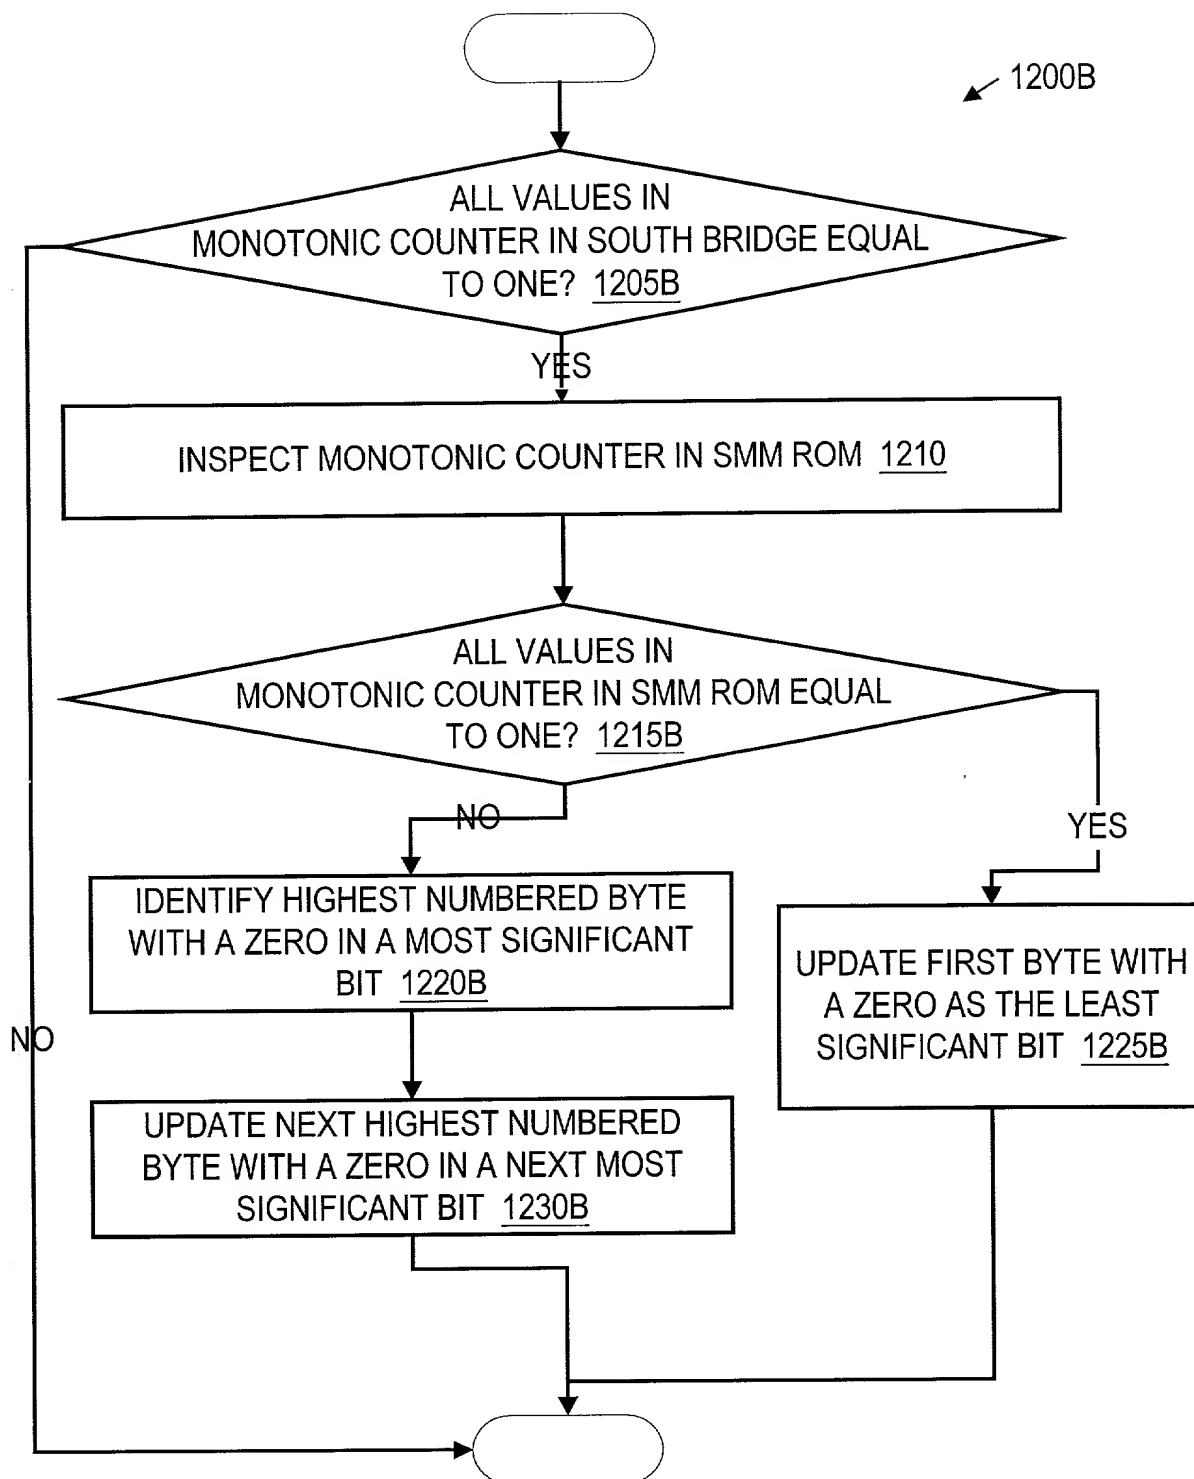 1200B
ALL VALUES IN
MONOTONIC COUNTER IN SOUTH BRIDGE EQUAL
TO ONE? 1205B
YES
INSPECT MONOTONIC COUNTER IN SMM ROM 1210
ALL VALUES IN
MONOTONIC COUNTER IN SMM ROM EQUAL
TO ONE? 1215B
NO
YES
IDENTIFY HIGHEST NUMBERED BYTE
WITH A ZERO IN A MOST SIGNIFICANT
BIT 1220B
UPDATE FIRST BYTE WITH
A ZERO AS THE LEAST
SIGNIFICANT BIT 1225B
NO
UPDATE NEXT HIGHEST NUMBERED
BYTE WITH A ZERO IN A NEXT MOST
SIGNIFICANT BIT 1230B